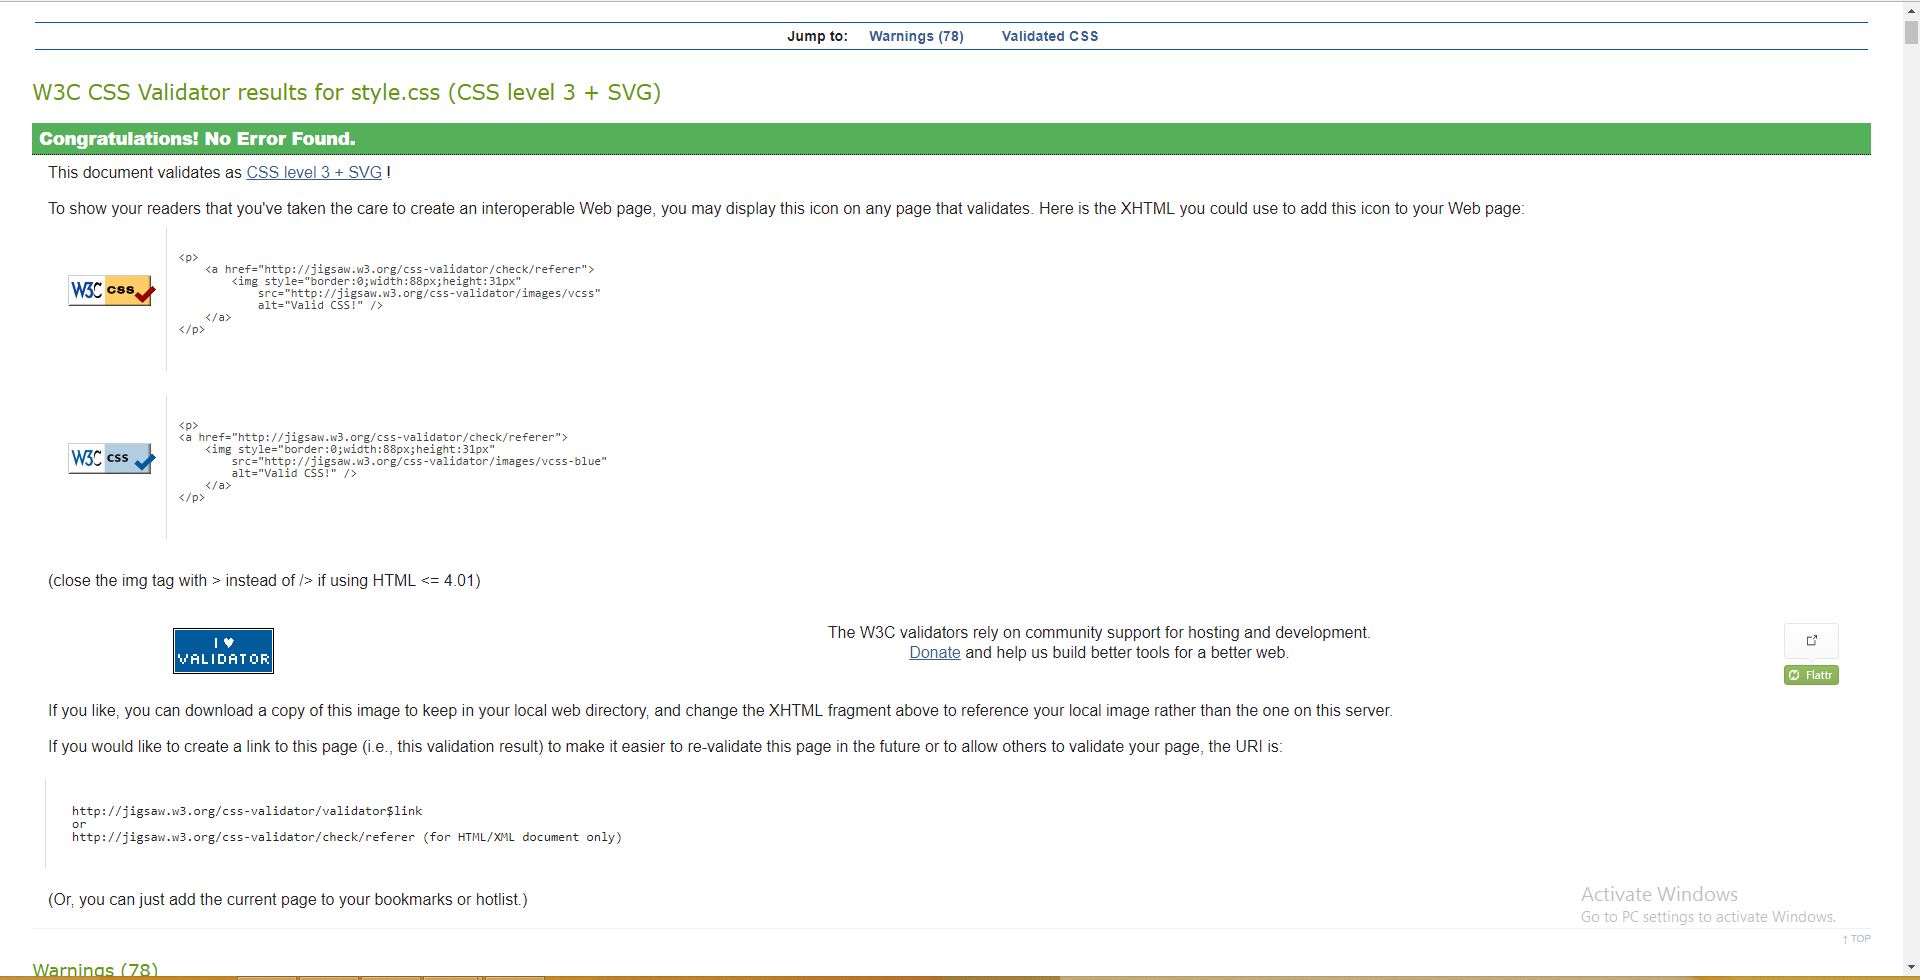 Jump to: Warnings (78) Validated CSS
W3C CSS Validator results for style.css (CSS level 3 + SVG)
Congratulations! No Error Found.
This document validates as CSS level 3 + SVG !
To show your readers that you've taken the care to create an interoperable Web page, you may display this icon on any page that validates. Here is the XHTML you could use to add this icon to your Web page:
W3C css
<p>
    <a href="http://jigsaw.w3.org/css-validator/check/referer">
        <img style="border:0;width:88px;height:31px"
            src="http://jigsaw.w3.org/css-validator/images/vcss"
            alt="Valid CSS!" />
    </a>
</p>
W3C css
<p>
<a href="http://jigsaw.w3.org/css-validator/check/referer">
    <img style="border:0;width:88px;height:31px"
        src="http://jigsaw.w3.org/css-validator/images/vcss-blue"
        alt="Valid CSS!" />
    </a>
</p>
(close the img tag with > instead of /> if using HTML <= 4.01)
I ♥
VALIDATOR
The W3C validators rely on community support for hosting and development.
Donate and help us build better tools for a better web.
Flattr
If you like, you can download a copy of this image to keep in your local web directory, and change the XHTML fragment above to reference your local image rather than the one on this server.
If you would like to create a link to this page (i.e., this validation result) to make it easier to re-validate this page in the future or to allow others to validate your page, the URI is:
http://jigsaw.w3.org/css-validator/validator$link
or
http://jigsaw.w3.org/css-validator/check/referer (for HTML/XML document only)
(Or, you can just add the current page to your bookmarks or hotlist.)
Activate Windows
Go to PC settings to activate Windows.
↑ TOP
Warnings (78)